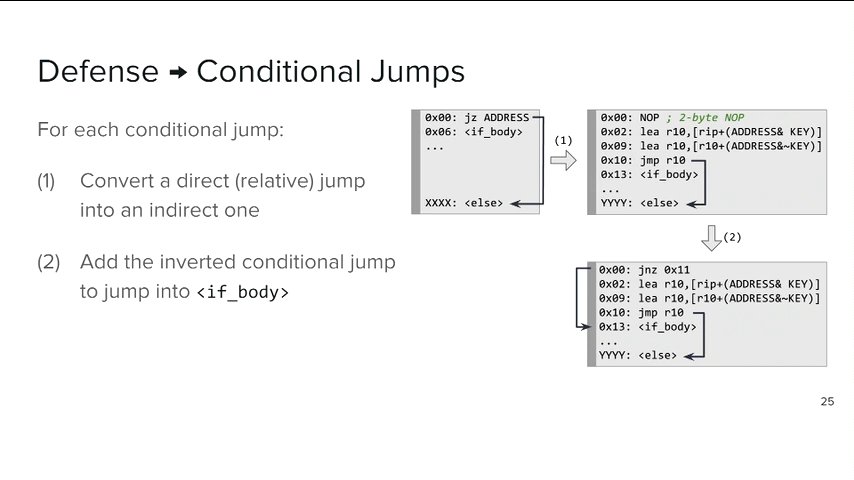 Defense → Conditional Jumps
For each conditional jump:
(1) Convert a direct (relative) jump
into an indirect one
(2) Add the inverted conditional jump
to jump into <if_body>
0x00: jz ADDRESS
0x06: <if_body>
...
XXXX: <else>
(1)
0x00: NOP ; 2-byte NOP
0x02: lea r10,[rip+(ADDRESS& KEY)]
0x09: lea r10,[r10+(ADDRESS&~KEY)]
0x10: jmp r10
0x13: <if_body>
...
YYYY: <else>
(2)
0x00: jnz 0x11
0x02: lea r10,[rip+(ADDRESS& KEY)]
0x09: lea r10,[r10+(ADDRESS&~KEY)]
0x10: jmp r10
0x13: <if_body>
...
YYYY: <else>
25